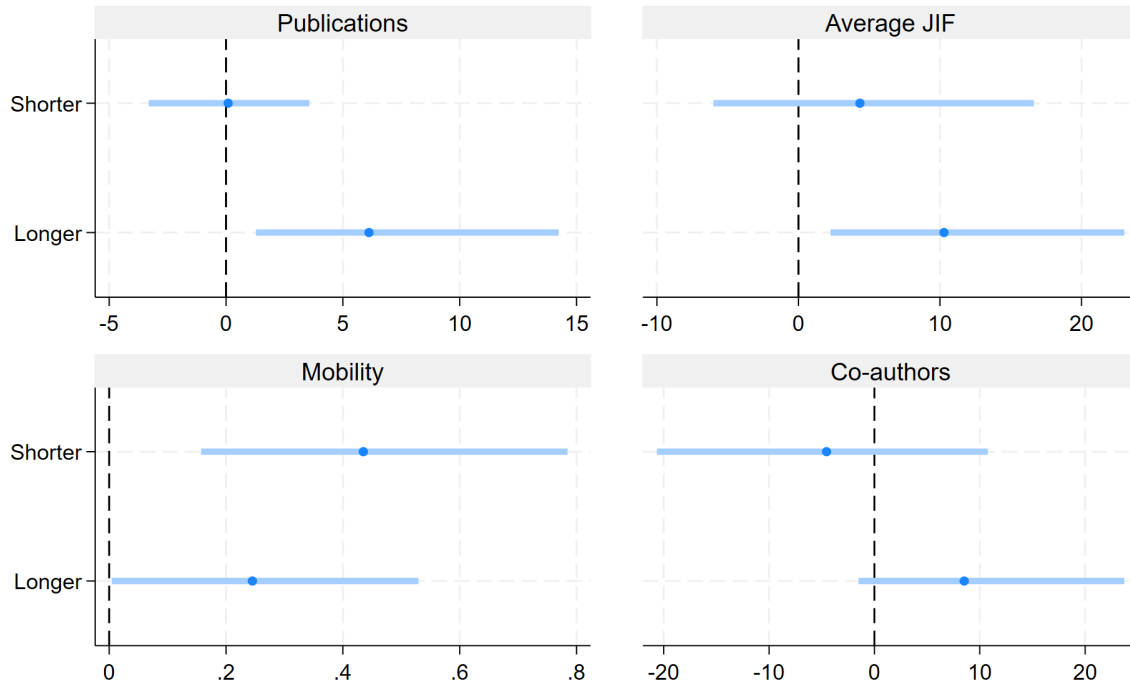 Publications
Average JIF
Shorter
Longer
-5 0 5 10 15
-10 0 10 20
Mobility
Co-authors
Shorter
Longer
0 .2 .4 .6 .8
-20 -10 0 10 20